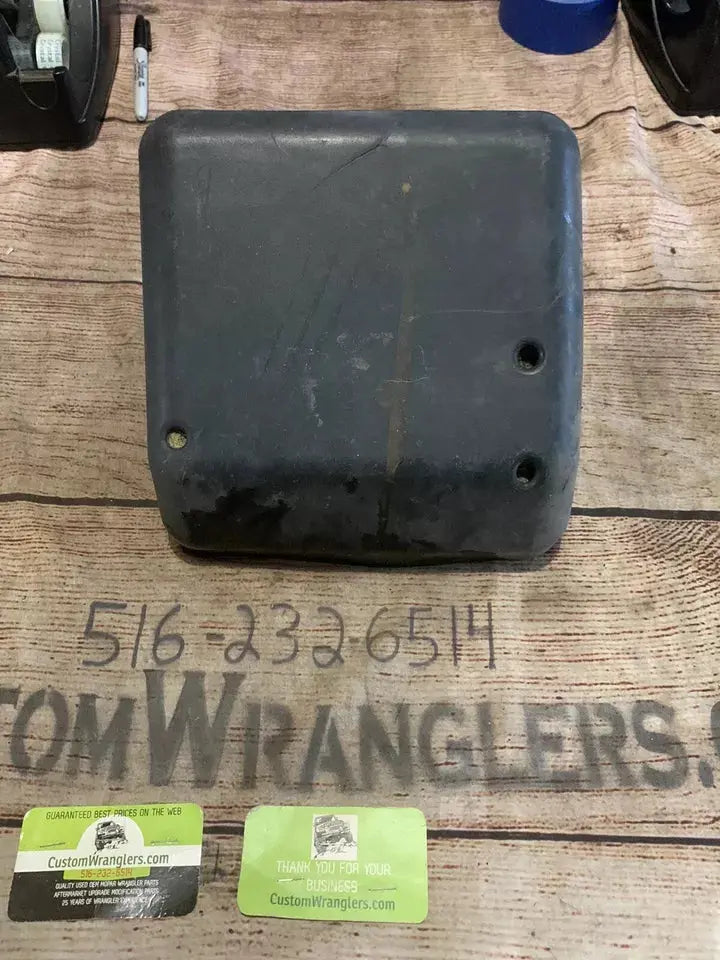 516-232-6514
TOMWRANGLERS.
GUARANTEED BEST PRICES ON THE WEB
CustomWranglers.com
516-232-6514
QUALITY USED OEM MOPAR WRANGLER PARTS
AFTERMARKET UPGRADE MODIFICATION PARTS
25 YEARS OF WRANGLER EXPERIENCE
THANK YOU FOR YOUR
BUSINESS
CustomWranglers.com